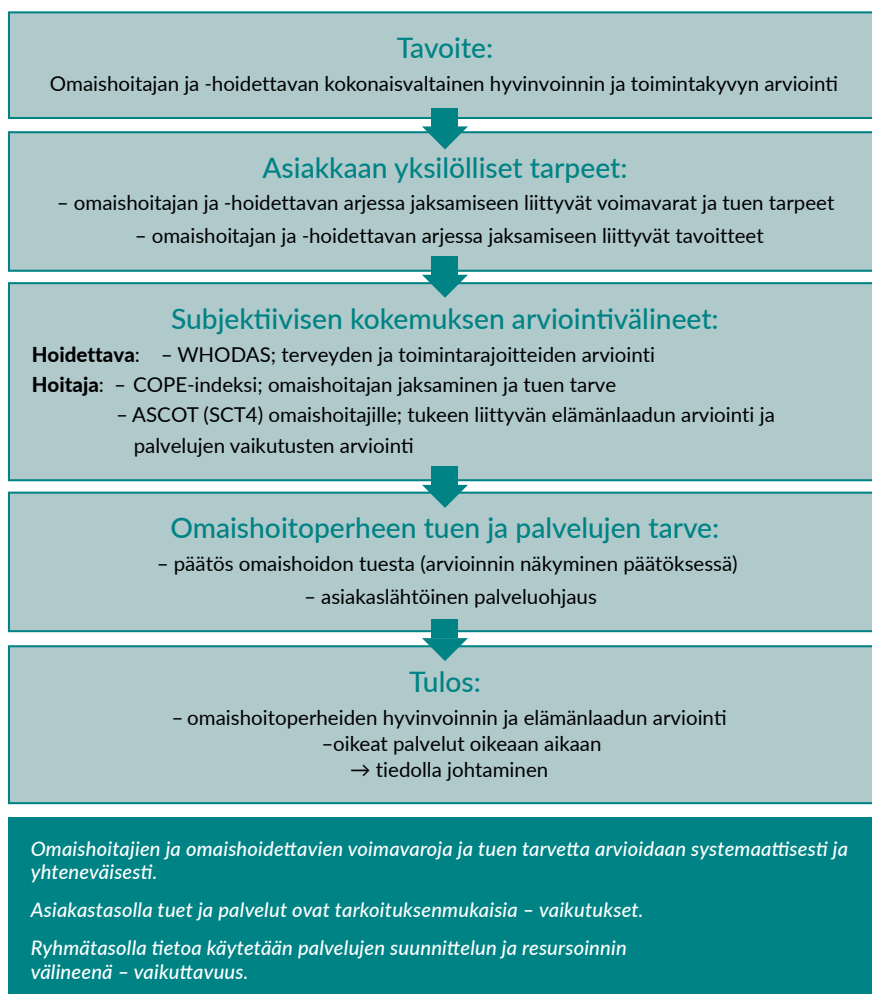 Tavoite:
Omaishoitajan ja -hoidettavan kokonaisvaltainen hyvinvoinnin ja toimintakyvyn arviointi
Asiakkaan yksilölliset tarpeet:
– omaishoitajan ja -hoidettavan arjessa jaksamiseen liittyvät voimavarat ja tuen tarpeet
– omaishoitajan ja -hoidettavan arjessa jaksamiseen liittyvät tavoitteet
Subjektiivisen kokemuksen arviointivälineet:
Hoidettava: – WHODAS; terveyden ja toimintarajoitteiden arviointi
Hoitaja: – COPE-indeksi; omaishoitajan jaksaminen ja tuen tarve
– ASCOT (SCT4) omaishoitajille; tukeen liittyvän elämänlaadun arviointi ja
palvelujen vaikutusten arviointi
Omaishoitoperheen tuen ja palvelujen tarve:
– päätös omaishoidon tuesta (arvioinnin näkyminen päätöksessä)
– asiakaslähtöinen palveluohjaus
Tulos:
– omaishoitoperheiden hyvinvoinnin ja elämänlaadun arviointi
–oikeat palvelut oikeaan aikaan
→ tiedolla johtaminen
Omaishoitajien ja omaishoidettavien voimavaroja ja tuen tarvetta arvioidaan systemaattisesti ja
yhteneväisesti.
Asiakastasolla tuet ja palvelut ovat tarkoituksenmukaisia – vaikutukset.
Ryhmätasolla tietoa käytetään palvelujen suunnittelun ja resursoinnin
välineenä – vaikuttavuus.